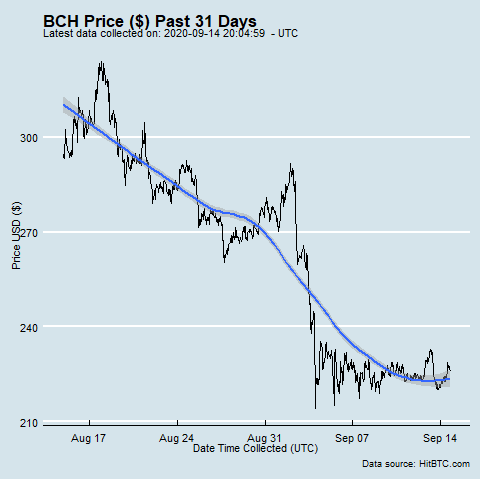 BCH Price ($) Past 31 Days
Latest data collected on: 2020-09-14 20:04:59 - UTC
Price USD ($)
300
270
240
210
Aug 17 Aug 24 Aug 31 Sep 07 Sep 14
Date Time Collected (UTC)
Data source: HitBTC.com